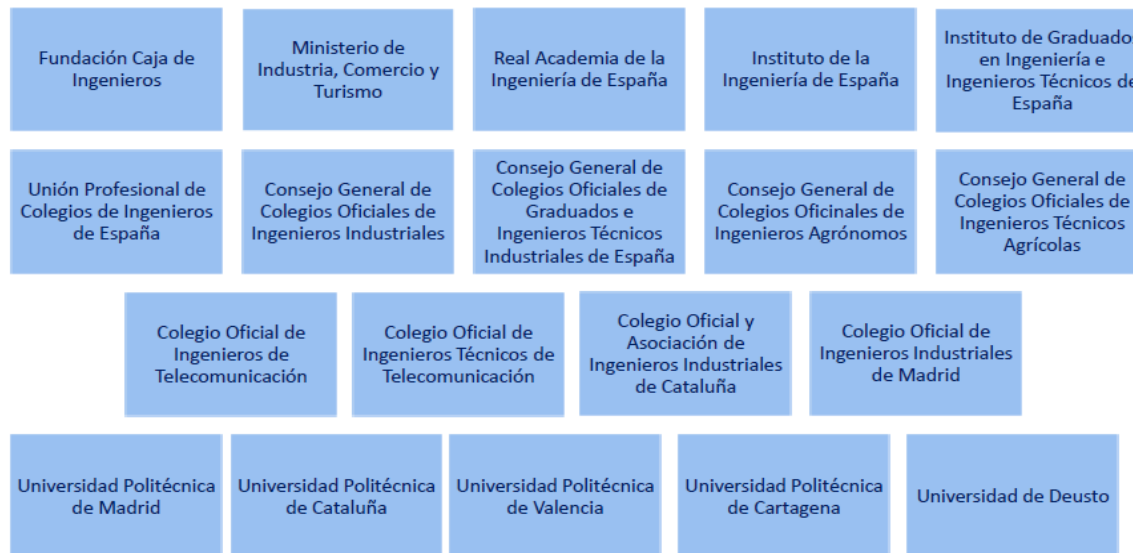 Fundación Caja de
Ingenieros
Ministerio de
Industria, Comercio y
Turismo
Real Academia de la
Ingeniería de España
Instituto de la
Ingeniería de España
Instituto de Graduados
en Ingeniería e
Ingenieros Técnicos de
España
Unión Profesional de
Colegios de Ingenieros
de España
Consejo General de
Colegios Oficiales de
Ingenieros Industriales
Consejo General de
Colegios Oficiales de
Graduados e
Ingenieros Técnicos
Industriales de España
Consejo General de
Colegios Oficinales de
Ingenieros Agrónomos
Consejo General de
Colegios Oficiales de
Ingenieros Técnicos
Agrícolas
Colegio Oficial de
Ingenieros de
Telecomunicación
Colegio Oficial de
Ingenieros Técnicos de
Telecomunicación
Colegio Oficial y
Asociación de
Ingenieros Industriales
de Cataluña
Colegio Oficial de
Ingenieros Industriales
de Madrid
Universidad Politécnica
de Madrid
Universidad Politécnica
de Cataluña
Universidad Politécnica
de Valencia
Universidad Politécnica
de Cartagena
Universidad de Deusto